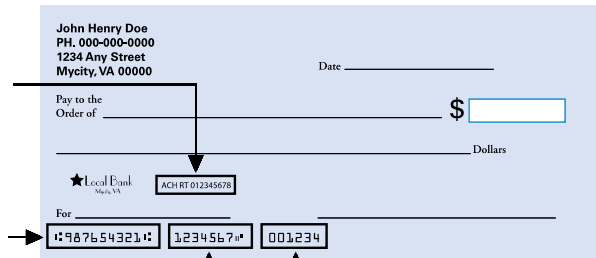 John Henry Doe
PH. 000-000-0000
1234 Any Street
Mycity, VA 00000
Date
Pay to the
Order of
$
Dollars
Local Bank
Mycity, VA
ACH RT 012345678
For
⑆987654321⑆ 1234567⑈ 001234